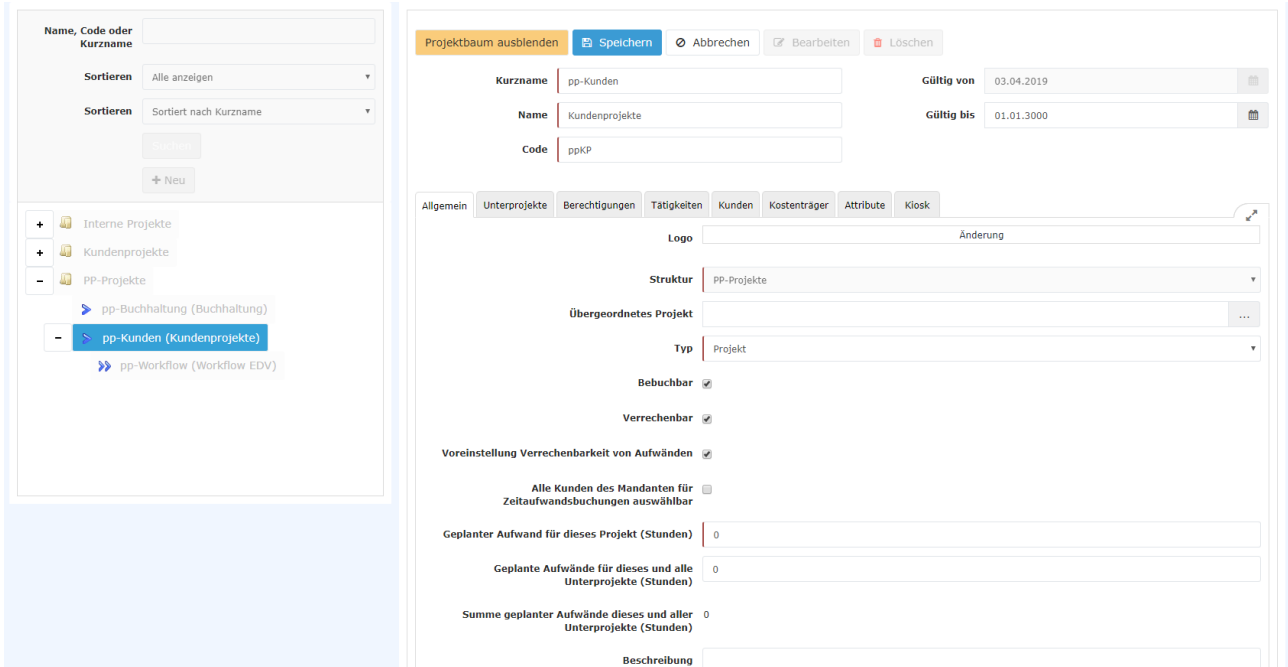 Name, Code oder
Kurzname
Sortieren Alle anzeigen
Sortieren Sortiert nach Kurzname
Suchen
+ Neu
+ Interne Projekte
+ Kundenprojekte
− PP-Projekte
pp-Buchhaltung (Buchhaltung)
− pp-Kunden (Kundenprojekte)
pp-Workflow (Workflow EDV)
Projektbaum ausblenden Speichern Abbrechen Bearbeiten Löschen
Kurzname pp-Kunden Gültig von 03.04.2019
Name Kundenprojekte Gültig bis 01.01.3000
Code ppKP
Allgemein Unterprojekte Berechtigungen Tätigkeiten Kunden Kostenträger Attribute Kiosk
Logo Änderung
Struktur PP-Projekte
Übergeordnetes Projekt ...
Typ Projekt
Bebuchbar
Verrechenbar
Voreinstellung Verrechenbarkeit von Aufwänden
Alle Kunden des Mandanten für
Zeitaufwandsbuchungen auswählbar
Geplanter Aufwand für dieses Projekt (Stunden) 0
Geplante Aufwände für dieses und alle 0
Unterprojekte (Stunden)
Summe geplanter Aufwände dieses und aller 0
Unterprojekte (Stunden)
Beschreibung